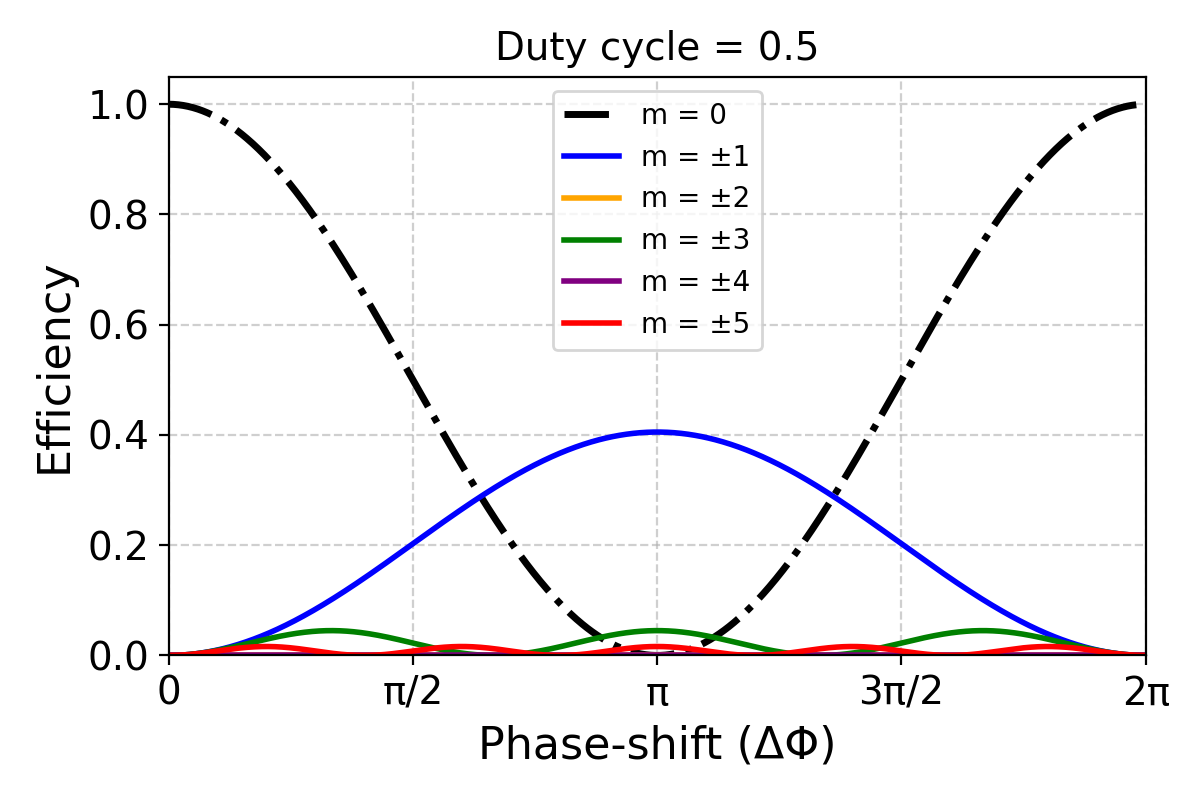 Duty cycle = 0.5
1.0
0.8
0.6
0.4
0.2
0.0
Efficiency
m = 0
m = ±1
m = ±2
m = ±3
m = ±4
m = ±5
0 π/2 π 3π/2 2π
Phase-shift (ΔΦ)